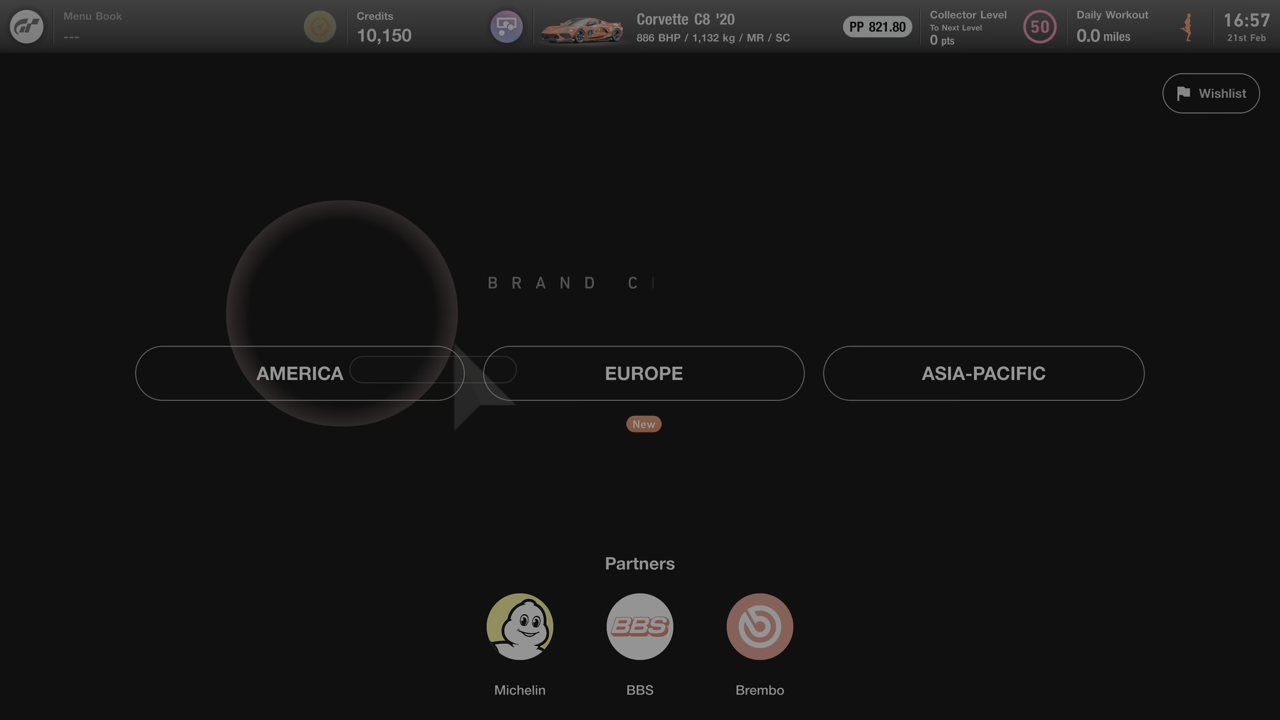 Menu Book
---
Credits
10,150
Corvette C8 '20
886 BHP / 1,132 kg / MR / SC
PP 821.80
Collector Level
To Next Level
0 pts
50
Daily Workout
0.0 miles
16:57
21st Feb
Wishlist
BRAND C
AMERICA
EUROPE
ASIA-PACIFIC
New
Partners
BBS
Michelin
BBS
Brembo